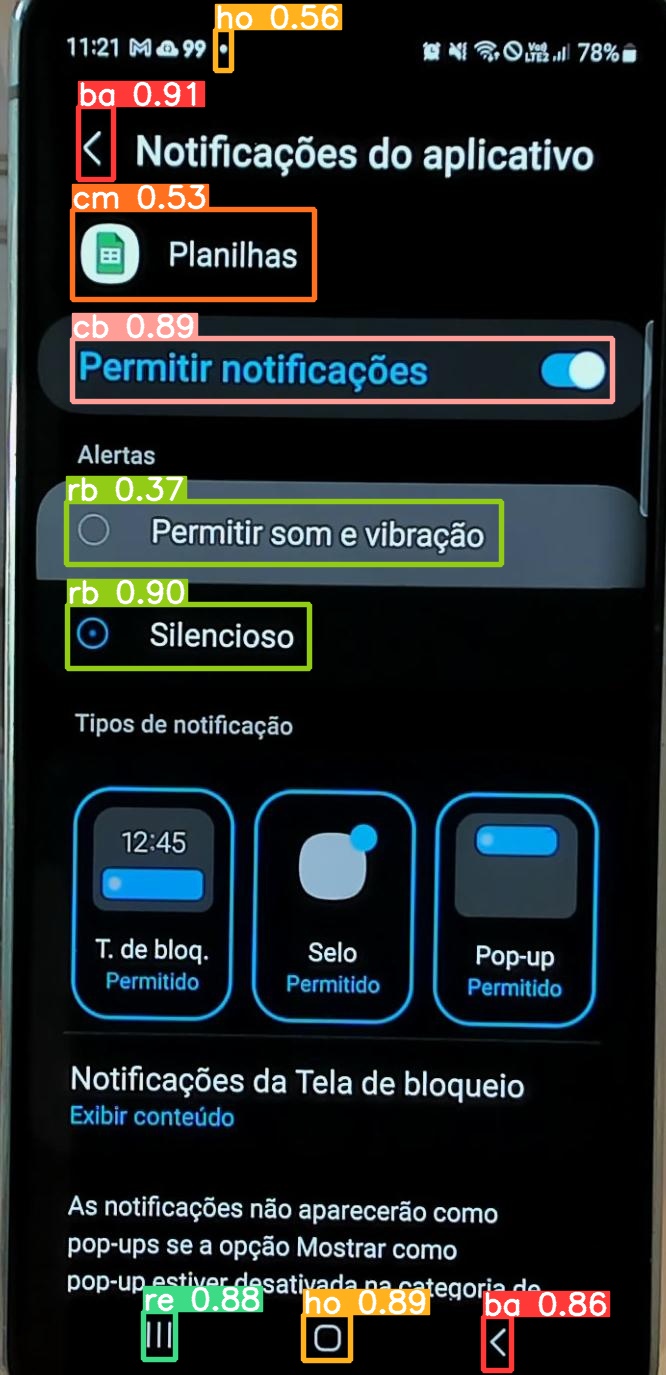 ho 0.56
11:21 99
Voo) LTE2 78%
ba 0.91
Notificações do aplicativo
cm 0.53
Planilhas
cb 0.89
Permitir notificações
Alertas
rb 0.37
Permitir som e vibração
rb 0.90
Silencioso
Tipos de notificação
12:45
T. de bloq.
Permitido
Selo
Permitido
Pop-up
Permitido
Notificações da Tela de bloqueio
Exibir conteúdo
As notificações não aparecerão como
pop-ups se a opção Mostrar como
pop-up estiver desativada na categoria de
re 0.88
ho 0.89
ba 0.86